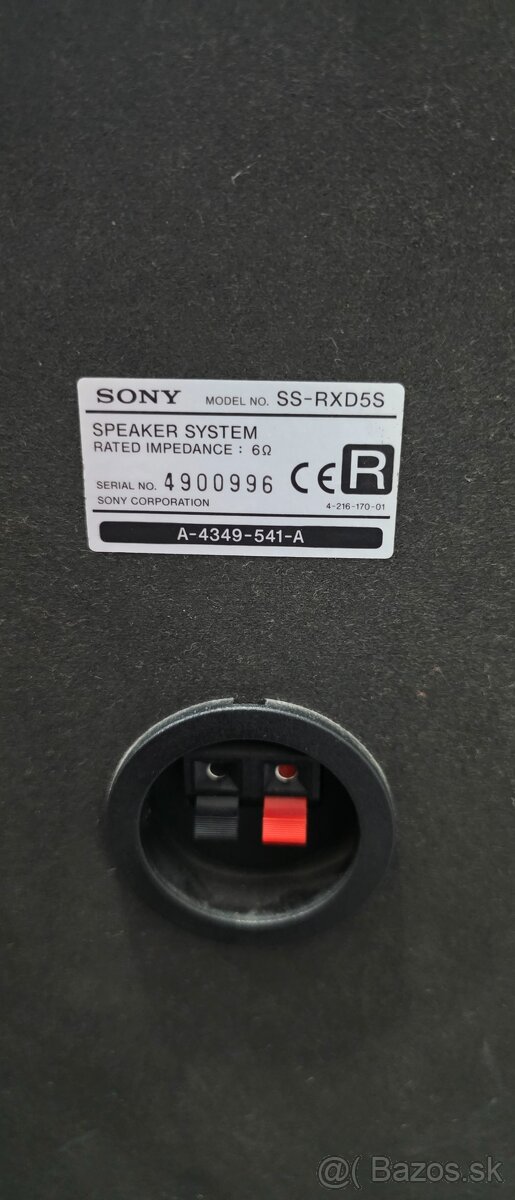 SONY MODEL NO. SS-RXD5S
SPEAKER SYSTEM
RATED IMPEDANCE : 6Ω
SERIAL NO. 4900996 CE R
SONY CORPORATION 4-216-170-01
A-4349-541-A
@( Bazos.sk